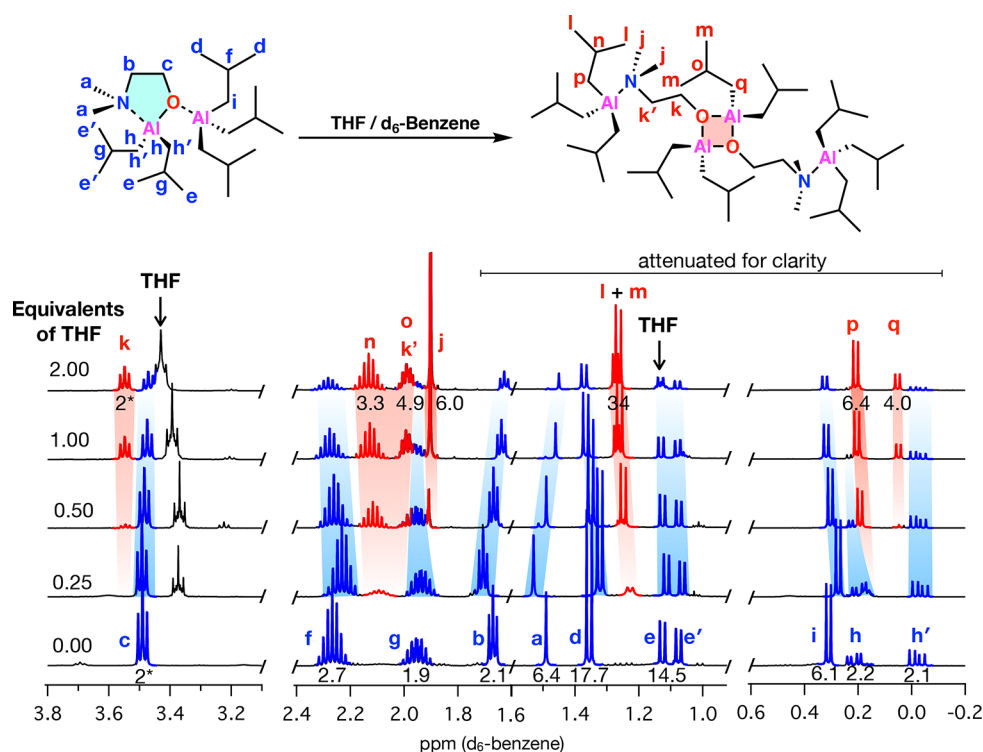 l
l
n
j
j
m
o
m
p
q
N
Al
Al
k'
k
O
Al
O
N
Al
d
d
f
b
c
a
N
O
i
a
Al
Al
e'
h
h
g
h'
h'
e'
e
g
e
THF / d6-Benzene
attenuated for clarity
THF
l + m
Equivalents
of THF
k
n
o
k'
j
THF
p
q
2.00
2*
3.3
4.9
6.0
34
6.4
4.0
1.00
0.50
0.25
0.00
c
f
g
b
a
d
e
e'
i
h
h'
2*
2.7
1.9
2.1
6.4
17.7
14.5
6.1
2.2
2.1
3.8 3.6 3.4 3.2 2.4 2.2 2.0 1.8 1.6 1.4 1.2 1.0 0.6 0.4 0.2 0.0 -0.2
ppm (d6-benzene)